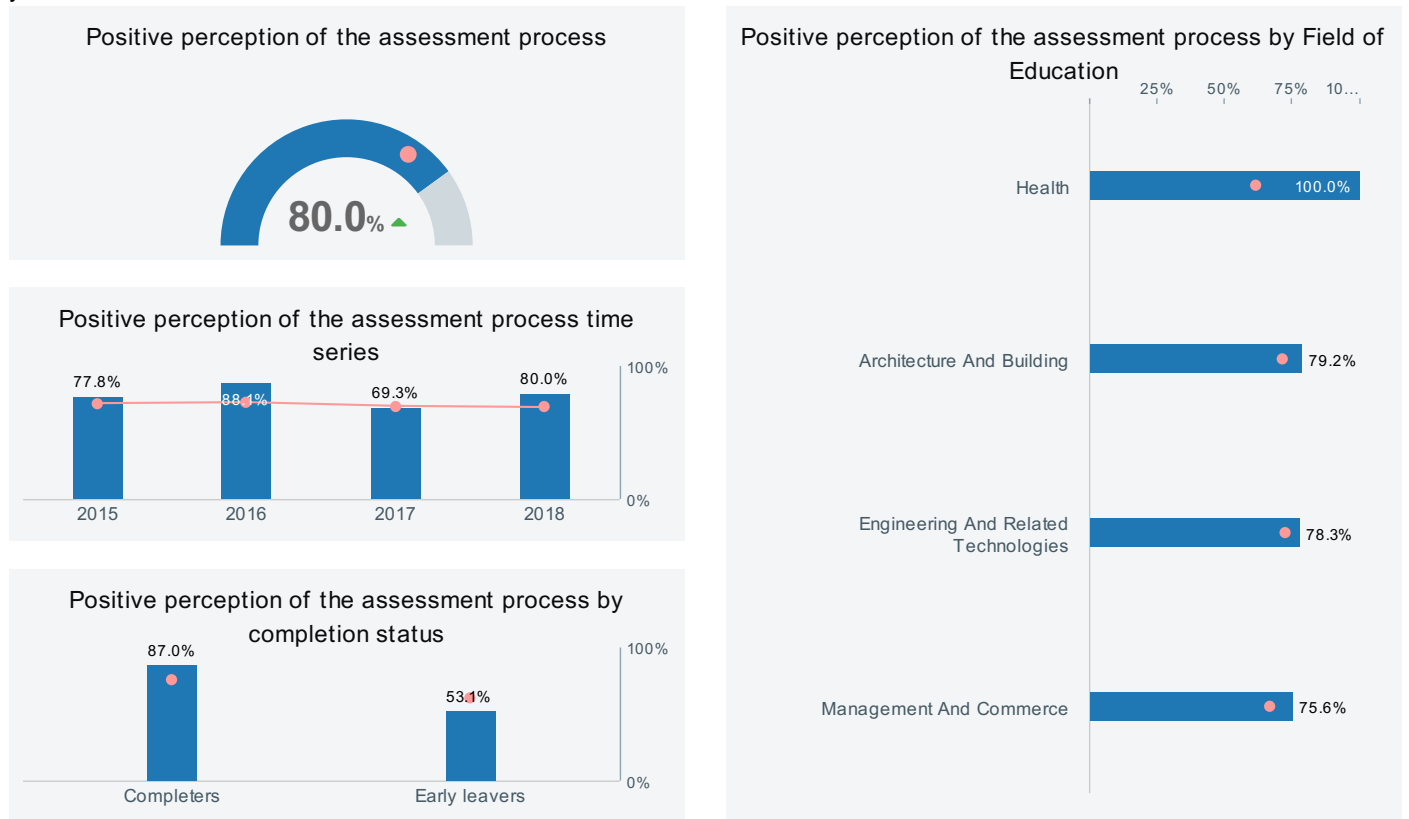 Positive perception of the assessment process
80.0%
Positive perception of the assessment process time
series
100%
77.8%
88.1%
69.3%
80.0%
0%
2015
2016
2017
2018
Positive perception of the assessment process by
completion status
100%
87.0%
53.1%
0%
Completers
Early leavers
Positive perception of the assessment process by Field of
Education
25%
50%
75%
10...
Health
100.0%
Architecture And Building
79.2%
Engineering And Related
Technologies
78.3%
Management And Commerce
75.6%